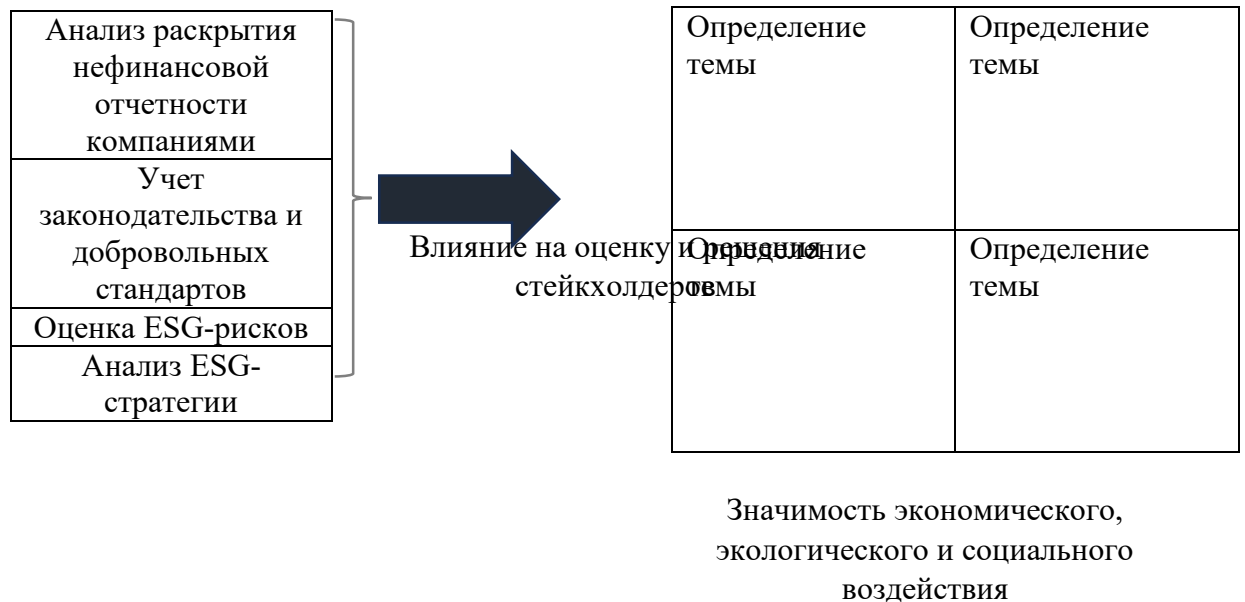 Анализ раскрытия
нефинансовой
отчетности
компаниями
Учет
законодательства и
добровольных
стандартов
Оценка ESG-рисков
Анализ ESG-
стратегии
Влияние на оценку и решения
стейкхолдеров
Определение
темы
Определение
темы
Определение
темы
Определение
темы
Значимость экономического,
экологического и социального
воздействия